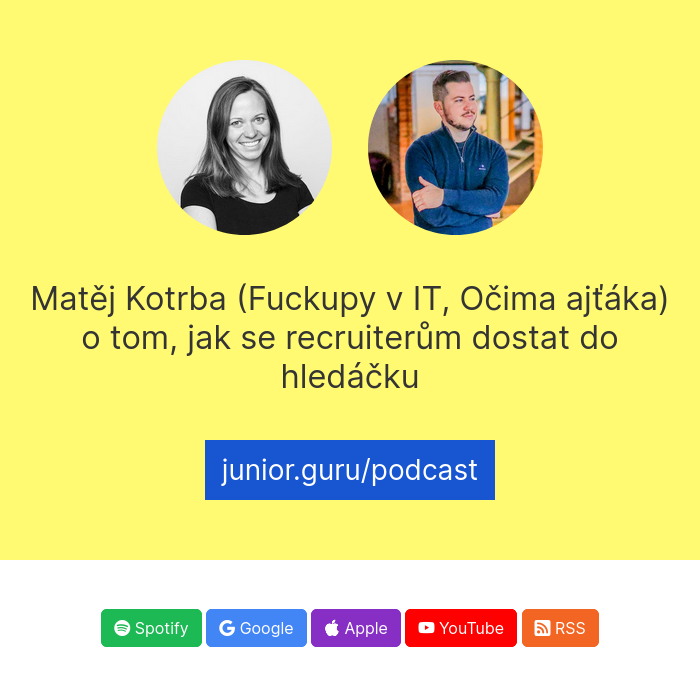 Matěj Kotrba (Fuckupy v IT, Očima ajťáka)
o tom, jak se recruiterům dostat do
hledáčku
junior.guru/podcast
Spotify
Google
Apple
YouTube
RSS